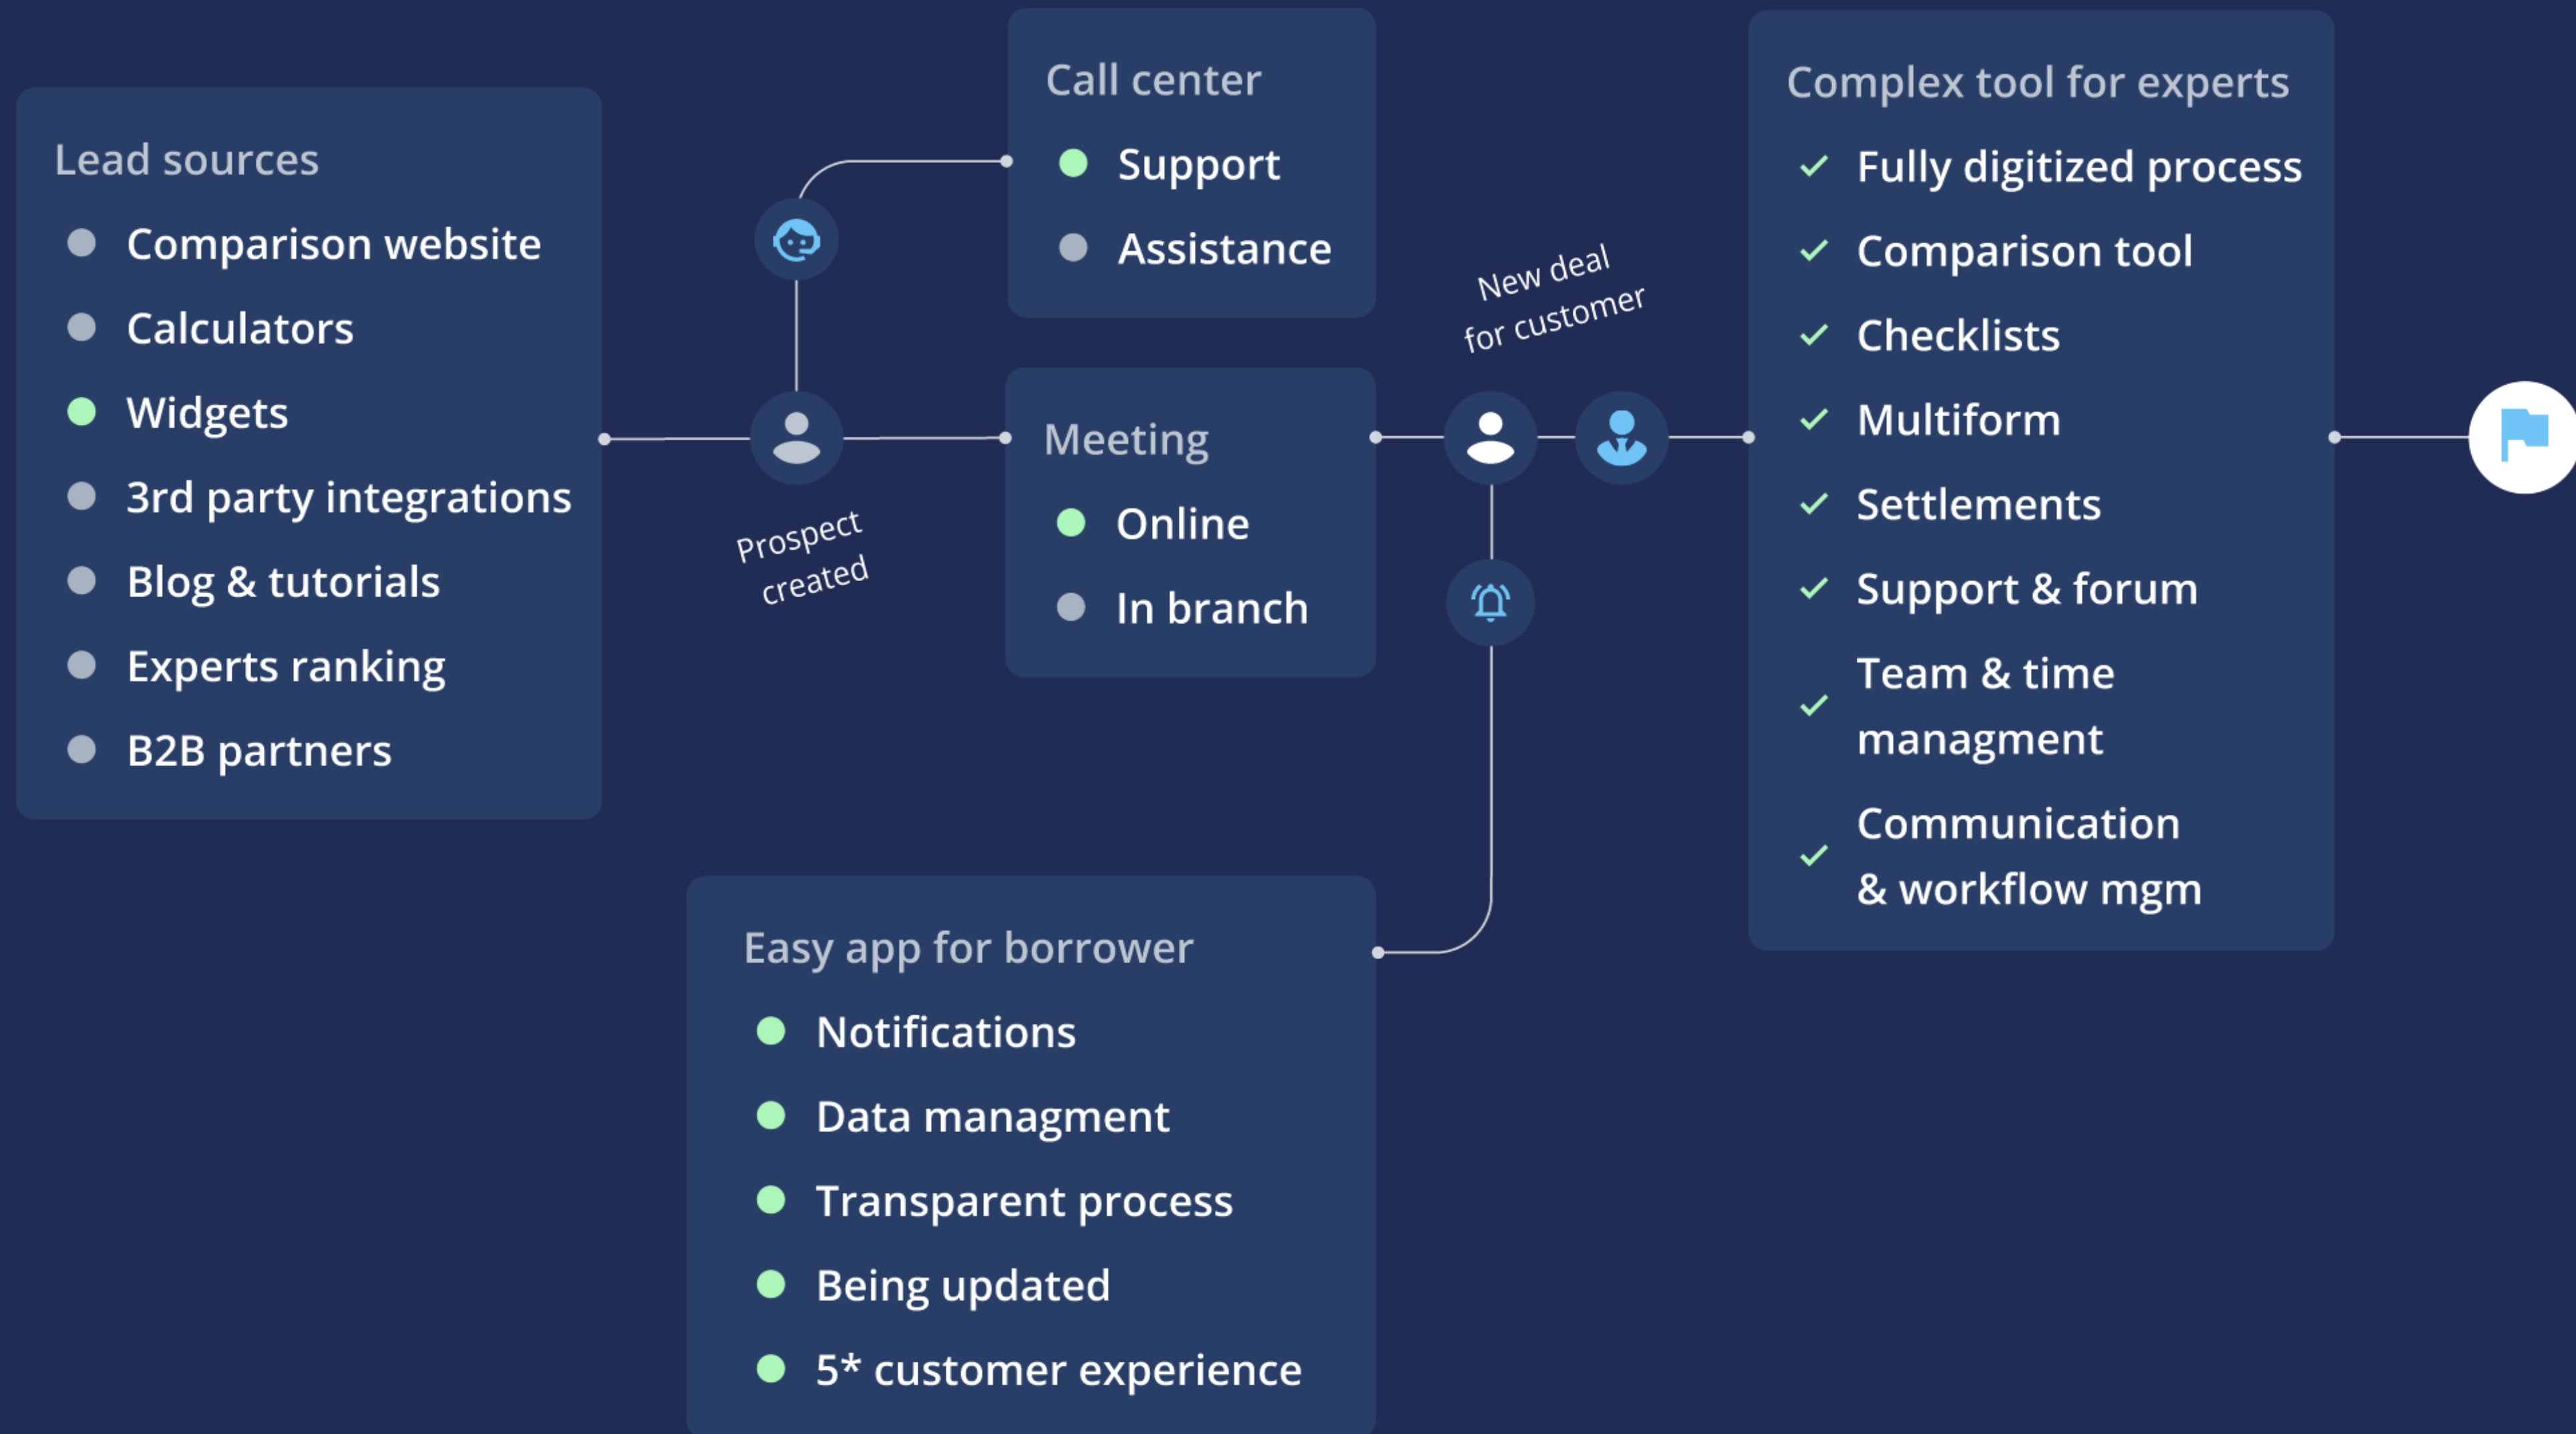 Lead sources
Comparison website
Calculators
Widgets
3rd party integrations
Blog & tutorials
Experts ranking
B2B partners
Prospect
created
Call center
Support
Assistance
Meeting
Online
In branch
New deal
for customer
Easy app for borrower
Notifications
Data managment
Transparent process
Being updated
5* customer experience
Complex tool for experts
Fully digitized process
Comparison tool
Checklists
Multiform
Settlements
Support & forum
Team & time
managment
Communication
& workflow mgm